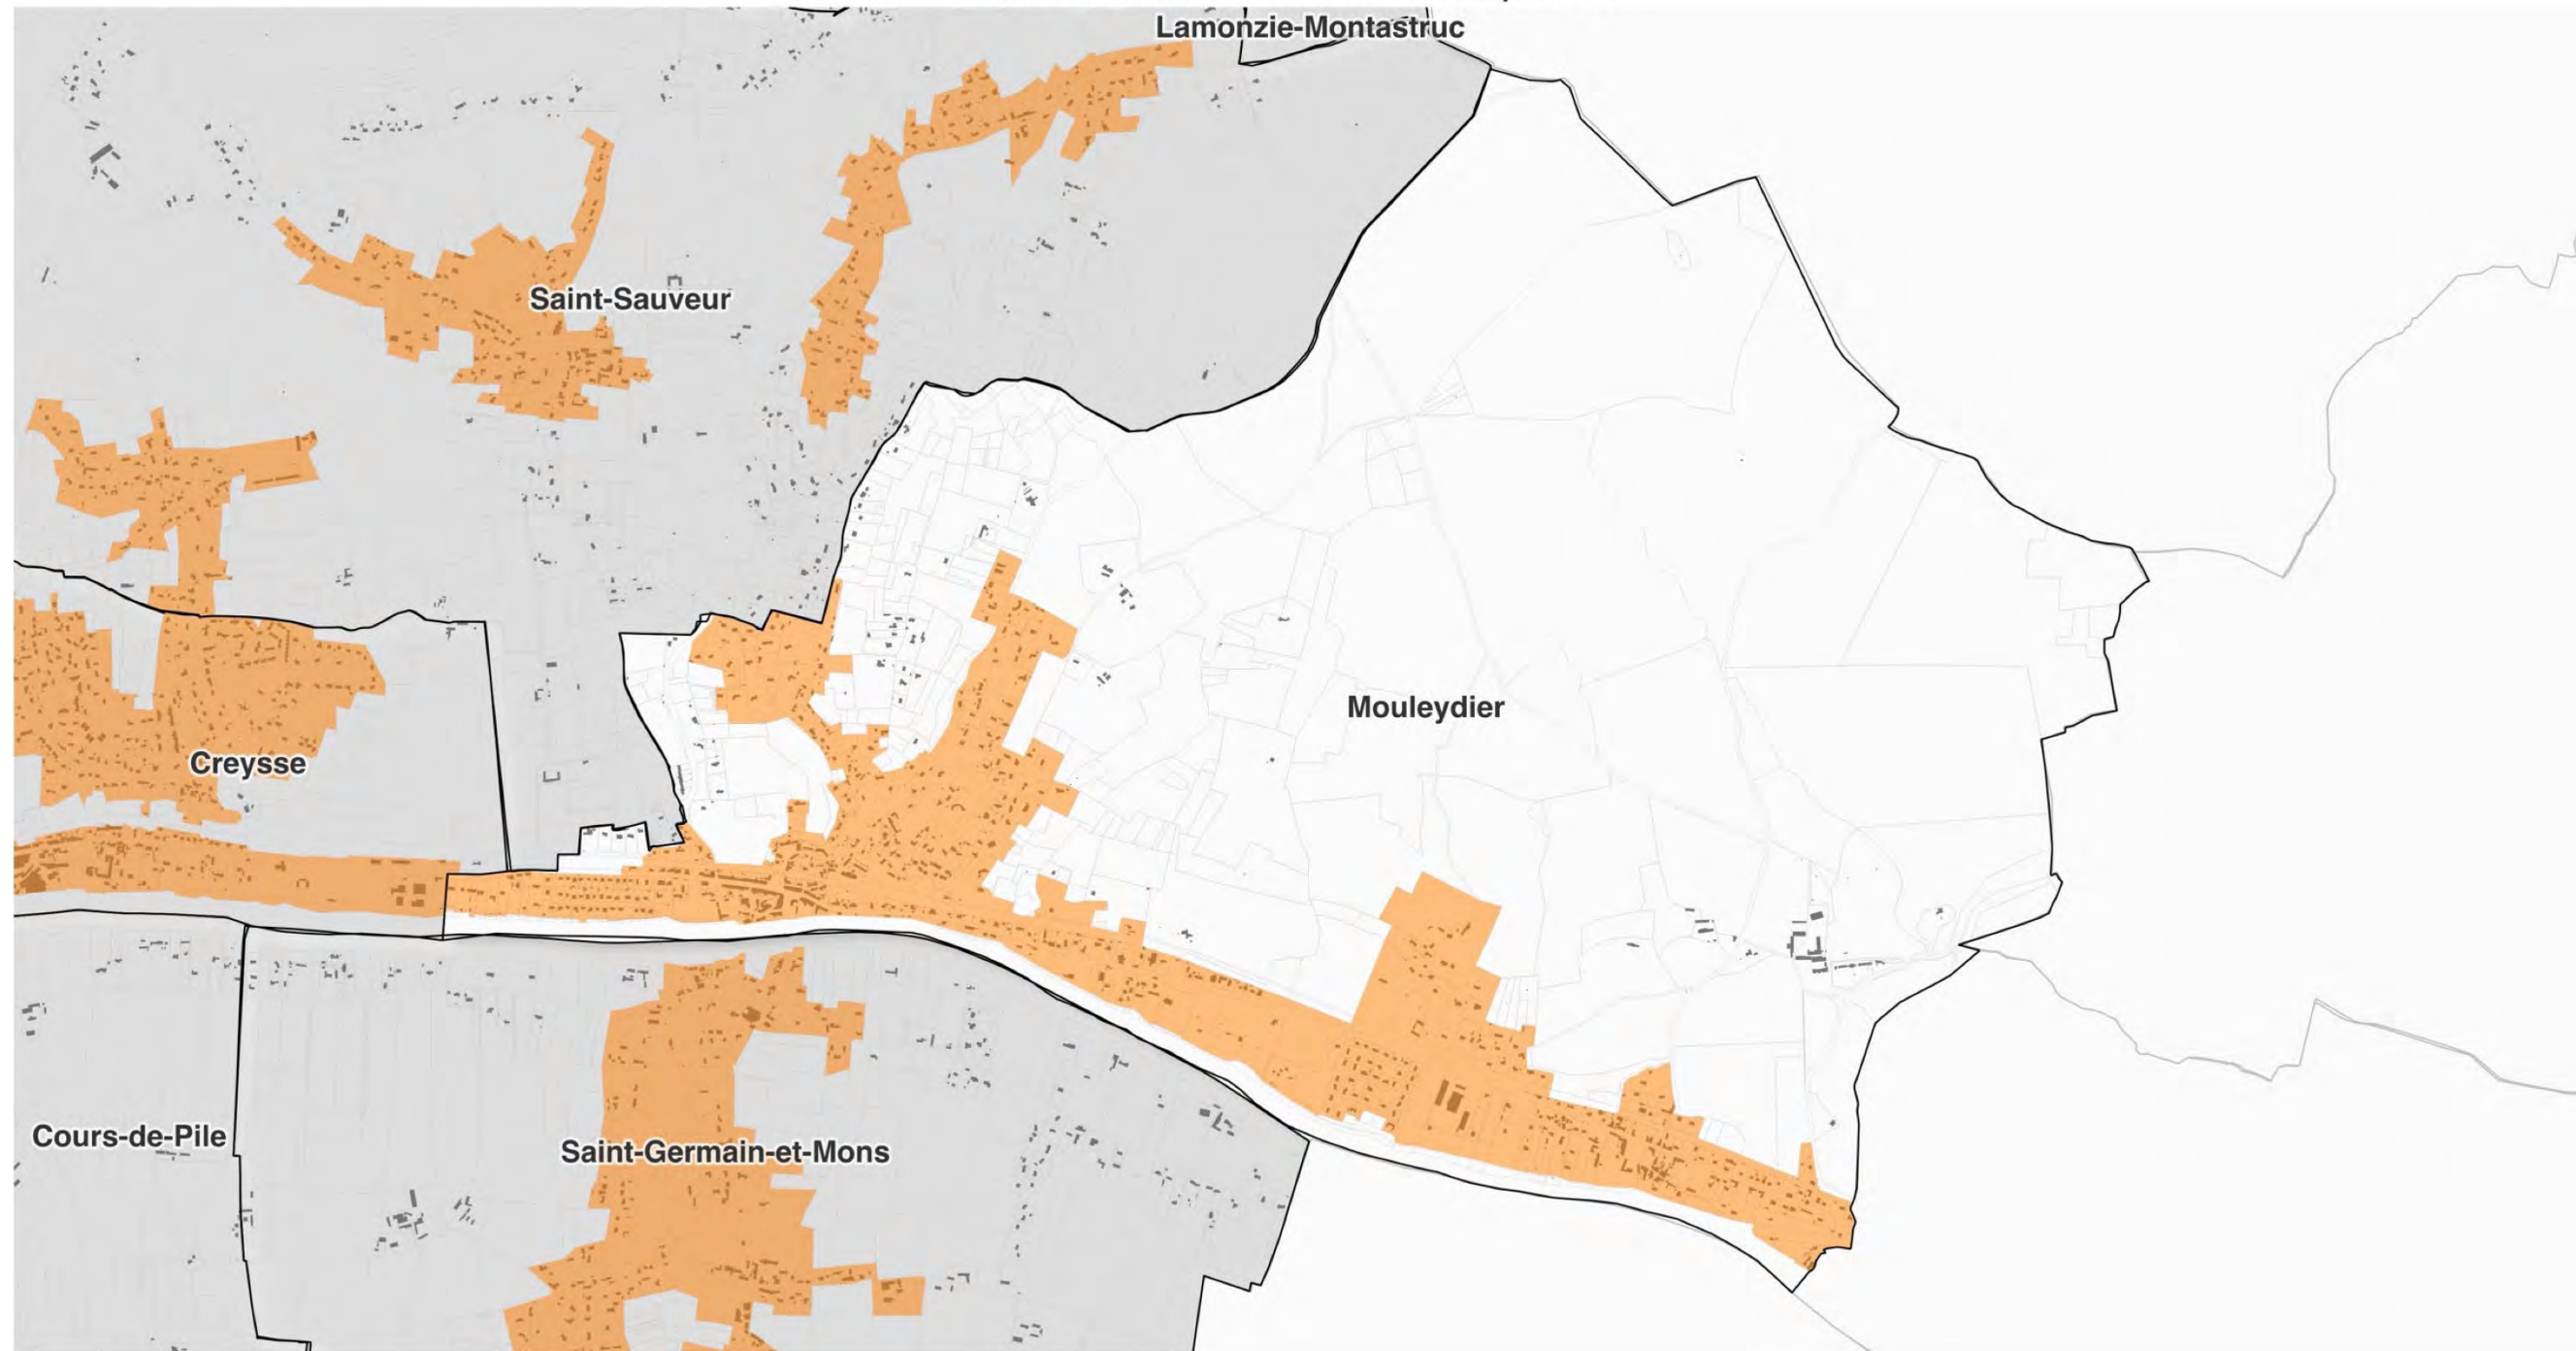 Lamonzie-Montastruc
Saint-Sauveur
Mouleydier
Creysse
Cours-de-Pile
Saint-Germain-et-Mons